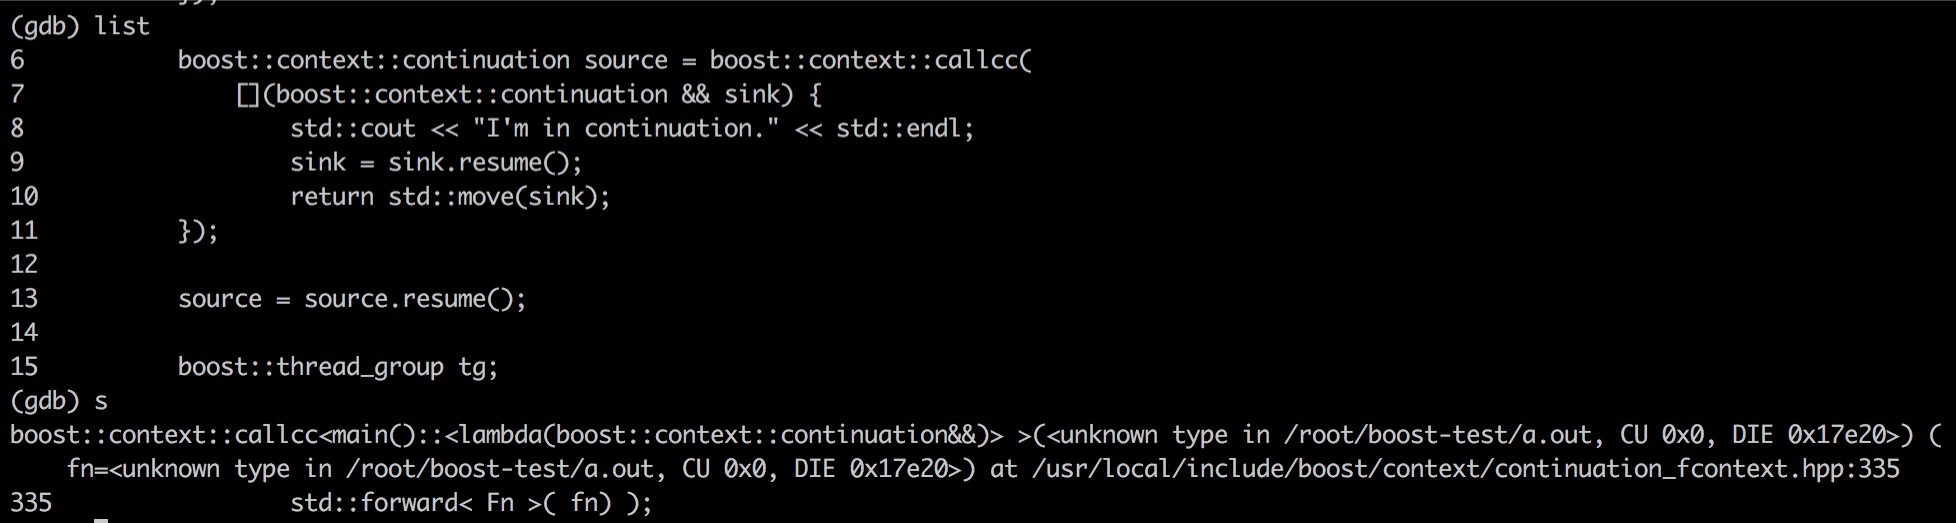 });
(gdb) list
6           boost::context::continuation source = boost::context::callcc(
7               [](boost::context::continuation && sink) {
8                   std::cout << "I'm in continuation." << std::endl;
9                   sink = sink.resume();
10                  return std::move(sink);
11          });
12
13          source = source.resume();
14
15          boost::thread_group tg;
(gdb) s
boost::context::callcc<main()::<lambda(boost::context::continuation&&)> >(<unknown type in /root/boost-test/a.out, CU 0x0, DIE 0x17e20>) (
    fn=<unknown type in /root/boost-test/a.out, CU 0x0, DIE 0x17e20>) at /usr/local/include/boost/context/continuation_fcontext.hpp:335
335                 std::forward< Fn >( fn) );